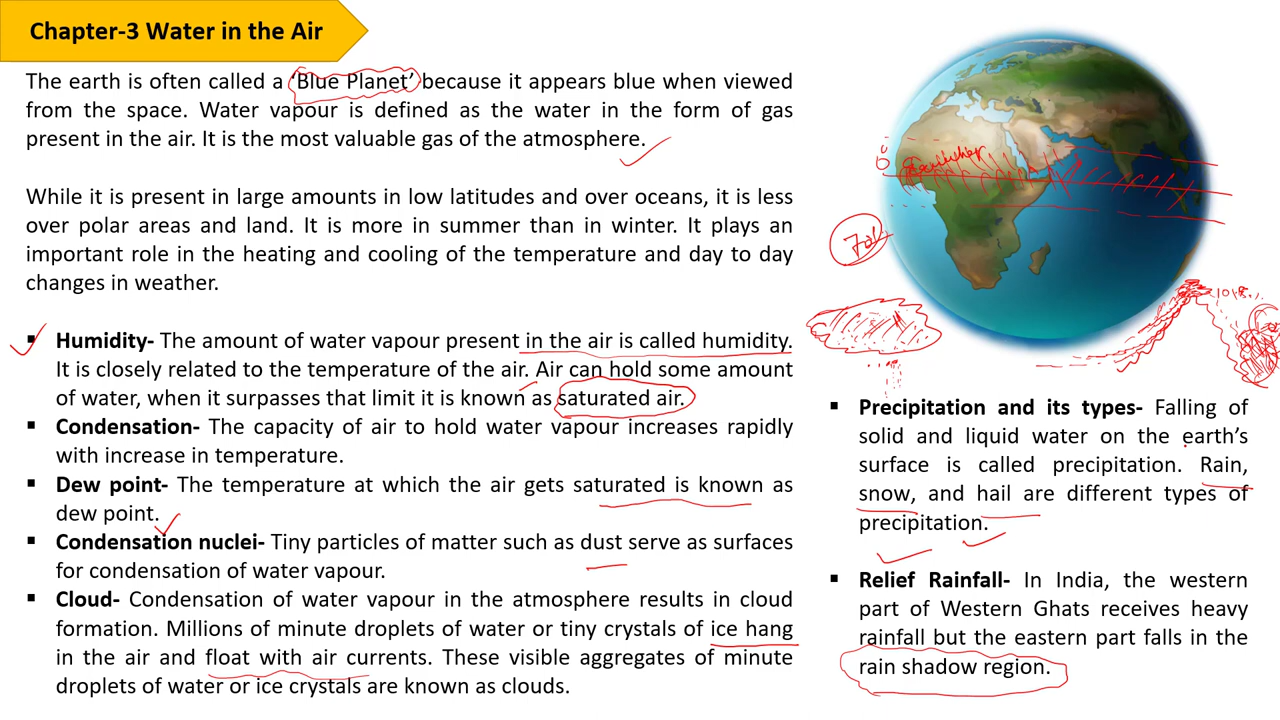 Chapter-3 Water in the Air
The earth is often called a 'Blue Planet' because it appears blue when viewed
from the space. Water vapour is defined as the water in the form of gas
present in the air. It is the most valuable gas of the atmosphere.
While it is present in large amounts in low latitudes and over oceans, it is less
over polar areas and land. It is more in summer than in winter. It plays an
important role in the heating and cooling of the temperature and day to day
changes in weather.
▪ Humidity- The amount of water vapour present in the air is called humidity.
It is closely related to the temperature of the air. Air can hold some amount
of water, when it surpasses that limit it is known as saturated air.
▪ Condensation- The capacity of air to hold water vapour increases rapidly
with increase in temperature.
▪ Dew point- The temperature at which the air gets saturated is known as
dew point.
▪ Condensation nuclei- Tiny particles of matter such as dust serve as surfaces
for condensation of water vapour.
▪ Cloud- Condensation of water vapour in the atmosphere results in cloud
formation. Millions of minute droplets of water or tiny crystals of ice hang
in the air and float with air currents. These visible aggregates of minute
droplets of water or ice crystals are known as clouds.
▪ Precipitation and its types- Falling of
solid and liquid water on the earth's
surface is called precipitation. Rain,
snow, and hail are different types of
precipitation.
▪ Relief Rainfall- In India, the western
part of Western Ghats receives heavy
rainfall but the eastern part falls in the
rain shadow region.